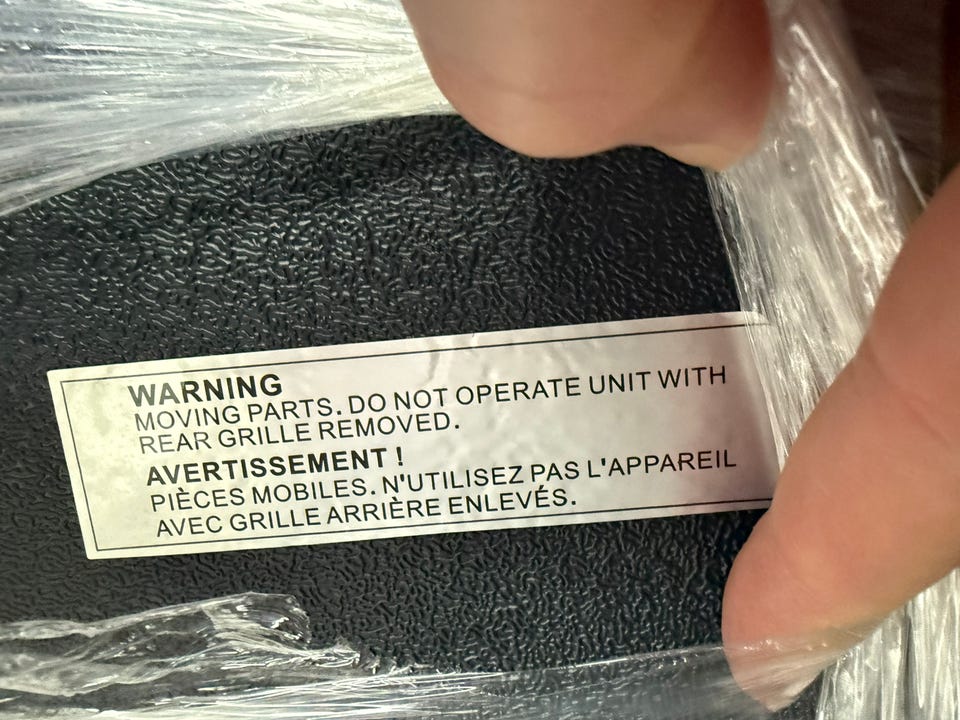 WARNING
MOVING PARTS. DO NOT OPERATE UNIT WITH
REAR GRILLE REMOVED.
AVERTISSEMENT !
PIÈCES MOBILES. N'UTILISEZ PAS L'APPAREIL
AVEC GRILLE ARRIÈRE ENLEVÉS.